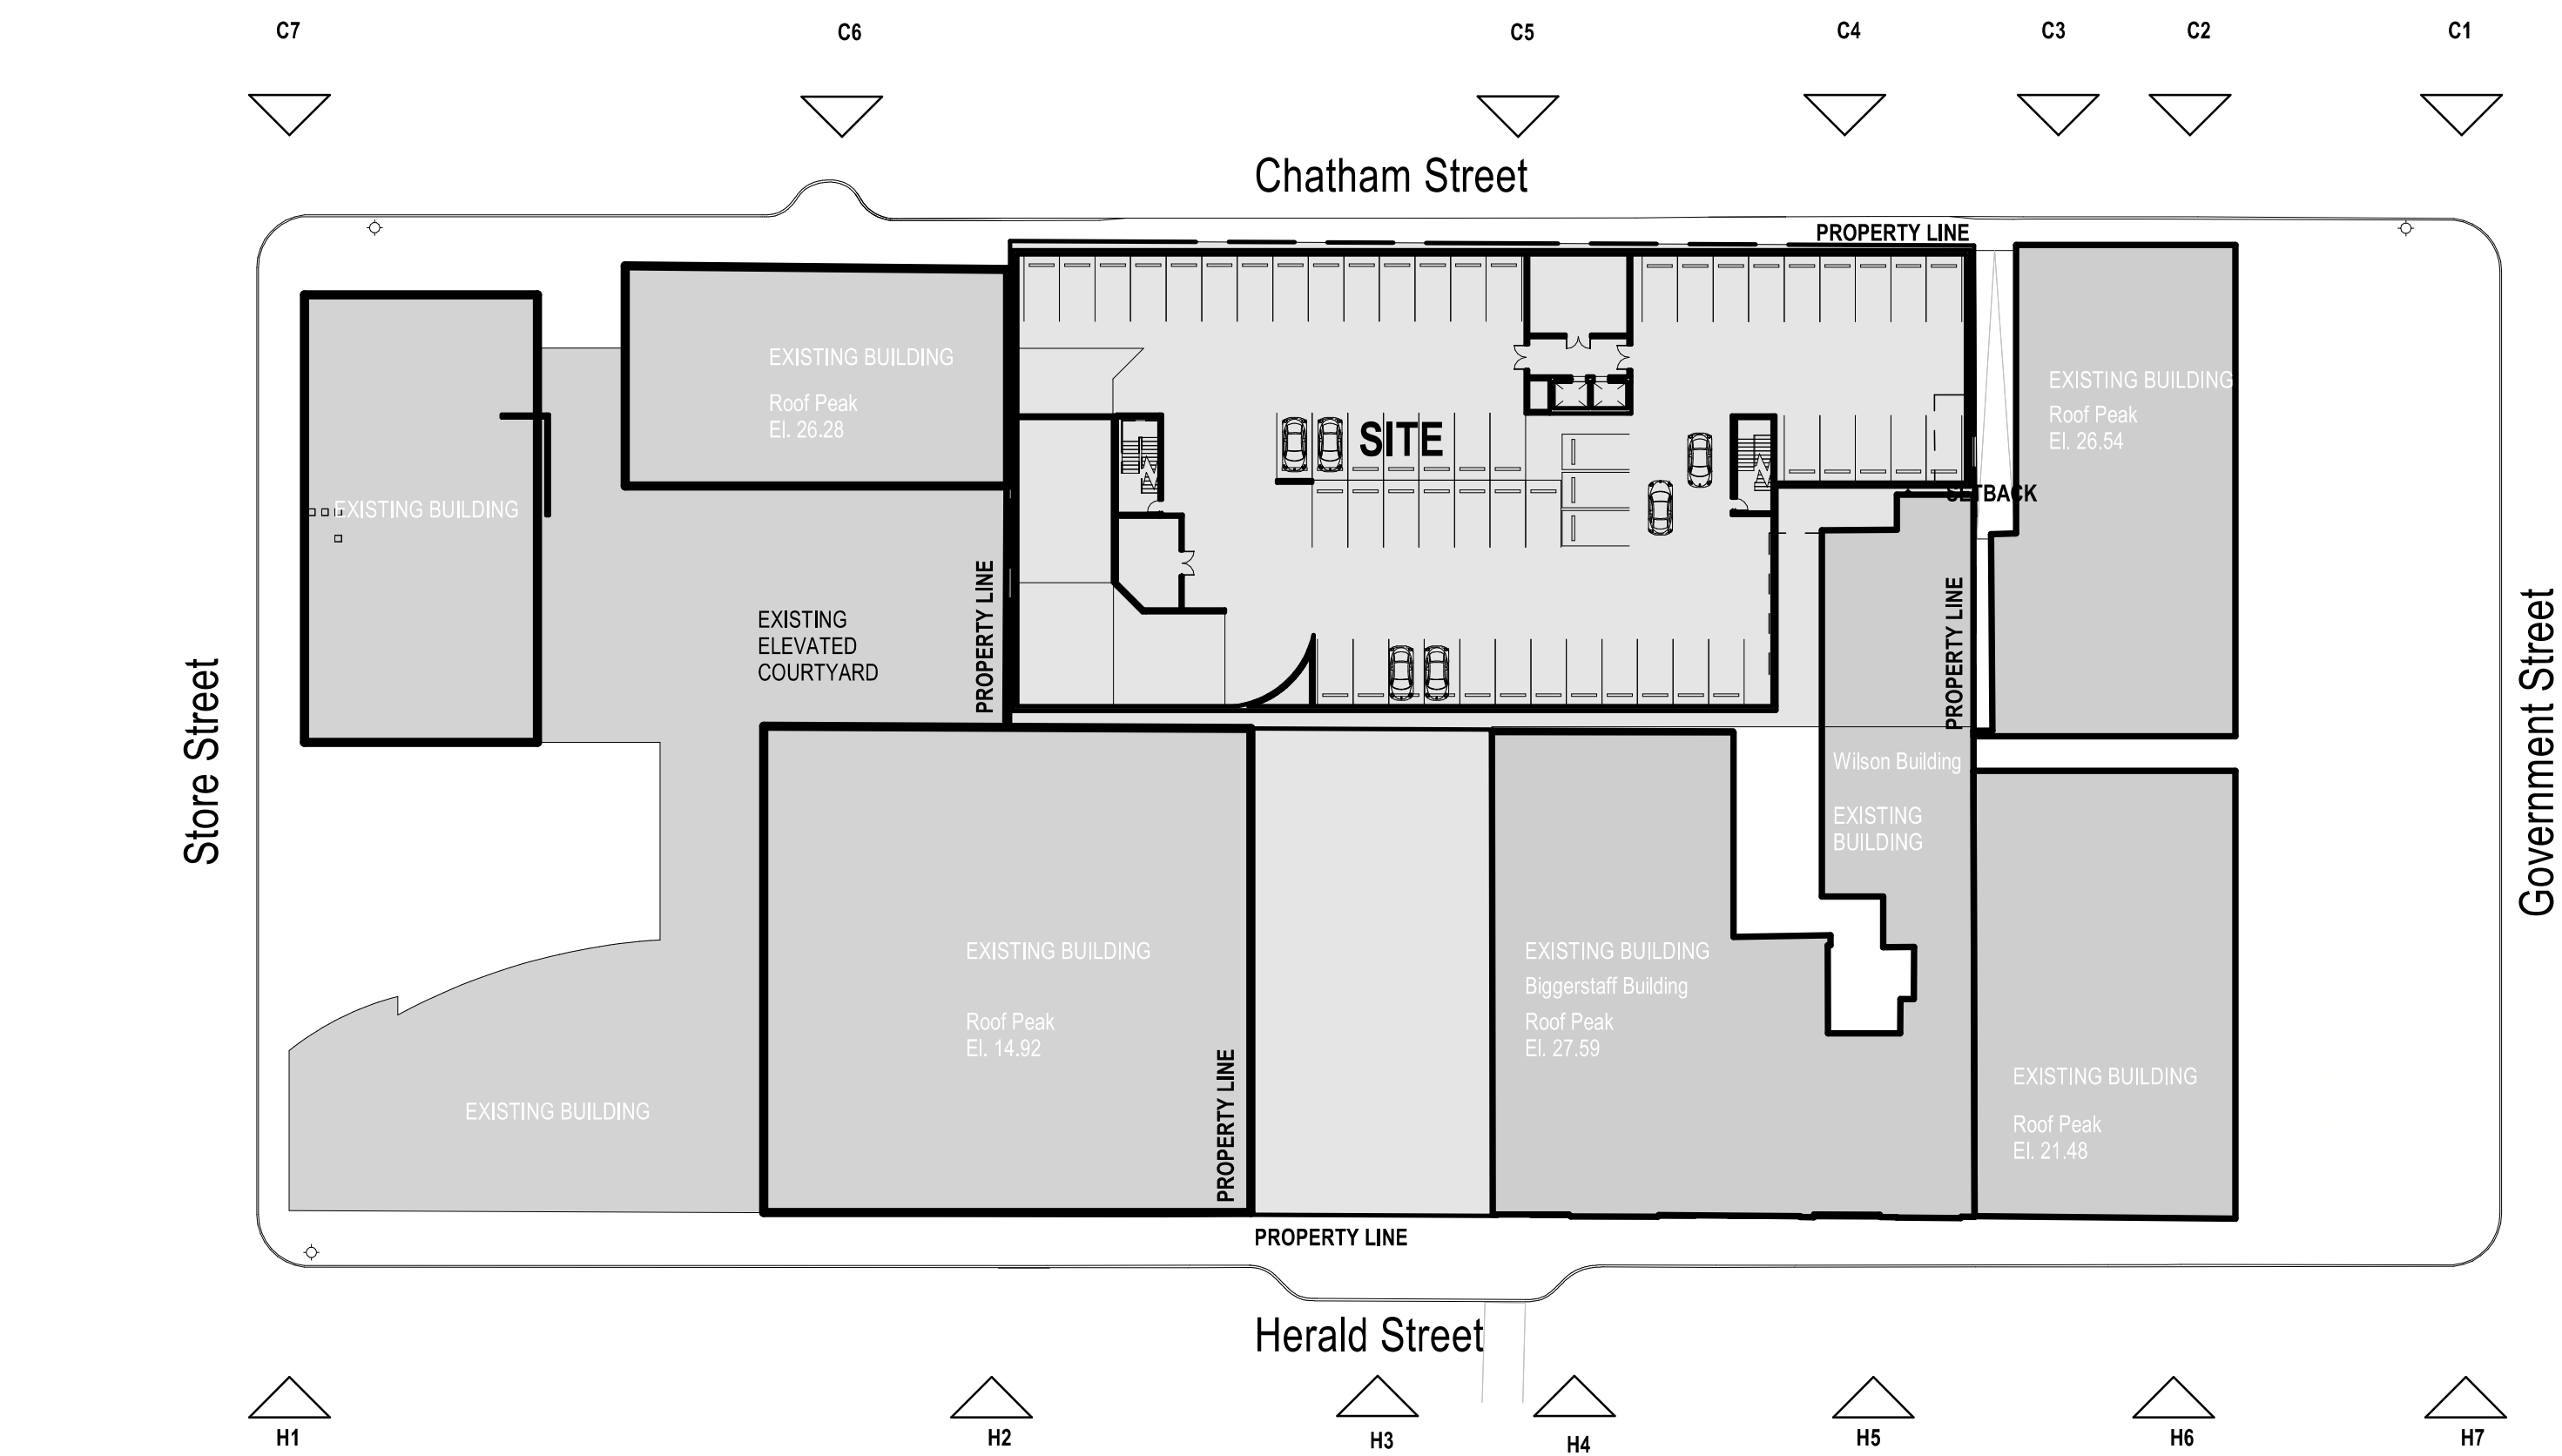 C7
C6
C5
C4
C3
C2
C1
Chatham Street
PROPERTY LINE
EXISTING BUILDING
Roof Peak
El. 26.28
EXISTING BUILDING
Roof Peak
El. 26.54
SITE
SETBACK
EXISTING BUILDING
EXISTING
ELEVATED
COURTYARD
PROPERTY LINE
PROPERTY LINE
Store Street
Government Street
Wilson Building
EXISTING
BUILDING
EXISTING BUILDING
Roof Peak
El. 14.92
EXISTING BUILDING
Biggerstaff Building
Roof Peak
El. 27.59
EXISTING BUILDING
Roof Peak
El. 21.48
EXISTING BUILDING
PROPERTY LINE
PROPERTY LINE
Herald Street
H1
H2
H3
H4
H5
H6
H7